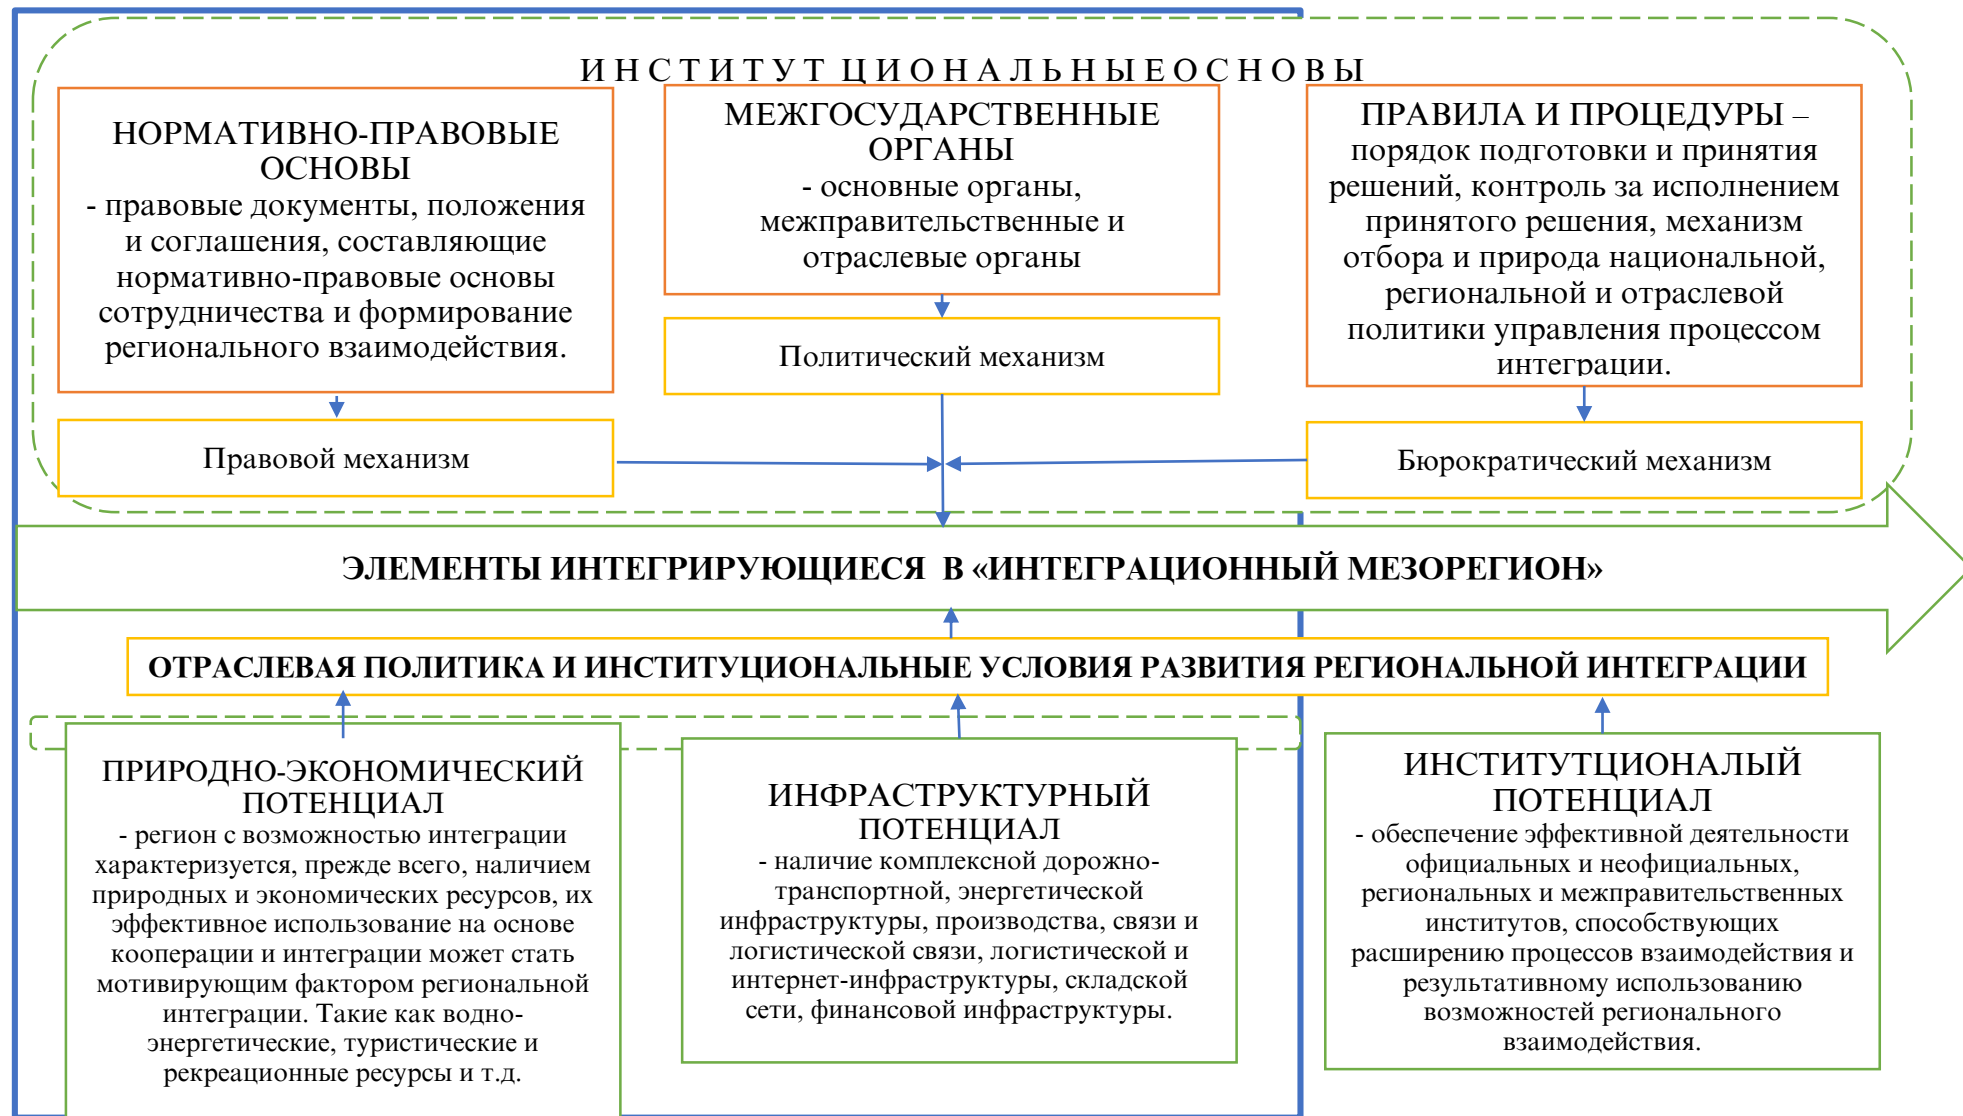 И Н С Т И Т У Т Ц И О Н А Л Ь Н Ы Е О С Н О В Ы
НОРМАТИВНО-ПРАВОВЫЕ
ОСНОВЫ
- правовые документы, положения
и соглашения, составляющие
нормативно-правовые основы
сотрудничества и формирование
регионального взаимодействия.
МЕЖГОСУДАРСТВЕННЫЕ
ОРГАНЫ
- основные органы,
межправительственные и
отраслевые органы
ПРАВИЛА И ПРОЦЕДУРЫ –
порядок подготовки и принятия
решений, контроль за исполнением
принятого решения, механизм
отбора и природа национальной,
региональной и отраслевой
политики управления процессом
интеграции.
Политический механизм
Правовой механизм
Бюрократический механизм
ЭЛЕМЕНТЫ ИНТЕГРИРУЮЩИЕСЯ В «ИНТЕГРАЦИОННЫЙ МЕЗОРЕГИОН»
ОТРАСЛЕВАЯ ПОЛИТИКА И ИНСТИТУЦИОНАЛЬНЫЕ УСЛОВИЯ РАЗВИТИЯ РЕГИОНАЛЬНОЙ ИНТЕГРАЦИИ
ПРИРОДНО-ЭКОНОМИЧЕСКИЙ
ПОТЕНЦИАЛ
- регион с возможностью интеграции
характеризуется, прежде всего, наличием
природных и экономических ресурсов, их
эффективное использование на основе
кооперации и интеграции может стать
мотивирующим фактором региональной
интеграции. Такие как водно-
энергетические, туристические и
рекреационные ресурсы и т.д.
ИНФРАСТРУКТУРНЫЙ
ПОТЕНЦИАЛ
- наличие комплексной дорожно-
транспортной, энергетической
инфраструктуры, производства, связи и
логистической связи, логистической и
интернет-инфраструктуры, складской
сети, финансовой инфраструктуры.
ИНСТИТУТЦИОНАЛЫЙ
ПОТЕНЦИАЛ
- обеспечение эффективной деятельности
официальных и неофициальных,
региональных и межправительственных
институтов, способствующих
расширению процессов взаимодействия и
результативному использованию
возможностей регионального
взаимодействия.